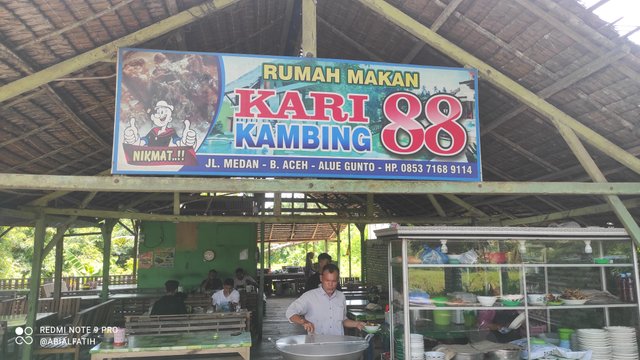 RUMAH MAKAN
KARI
KAMBING
88
NIKMAT..!!
JL. MEDAN - B. ACEH - ALUE GUNTO - HP. 0853 7168 9114
REDMI NOTE 9 PRO
@ALFATIH